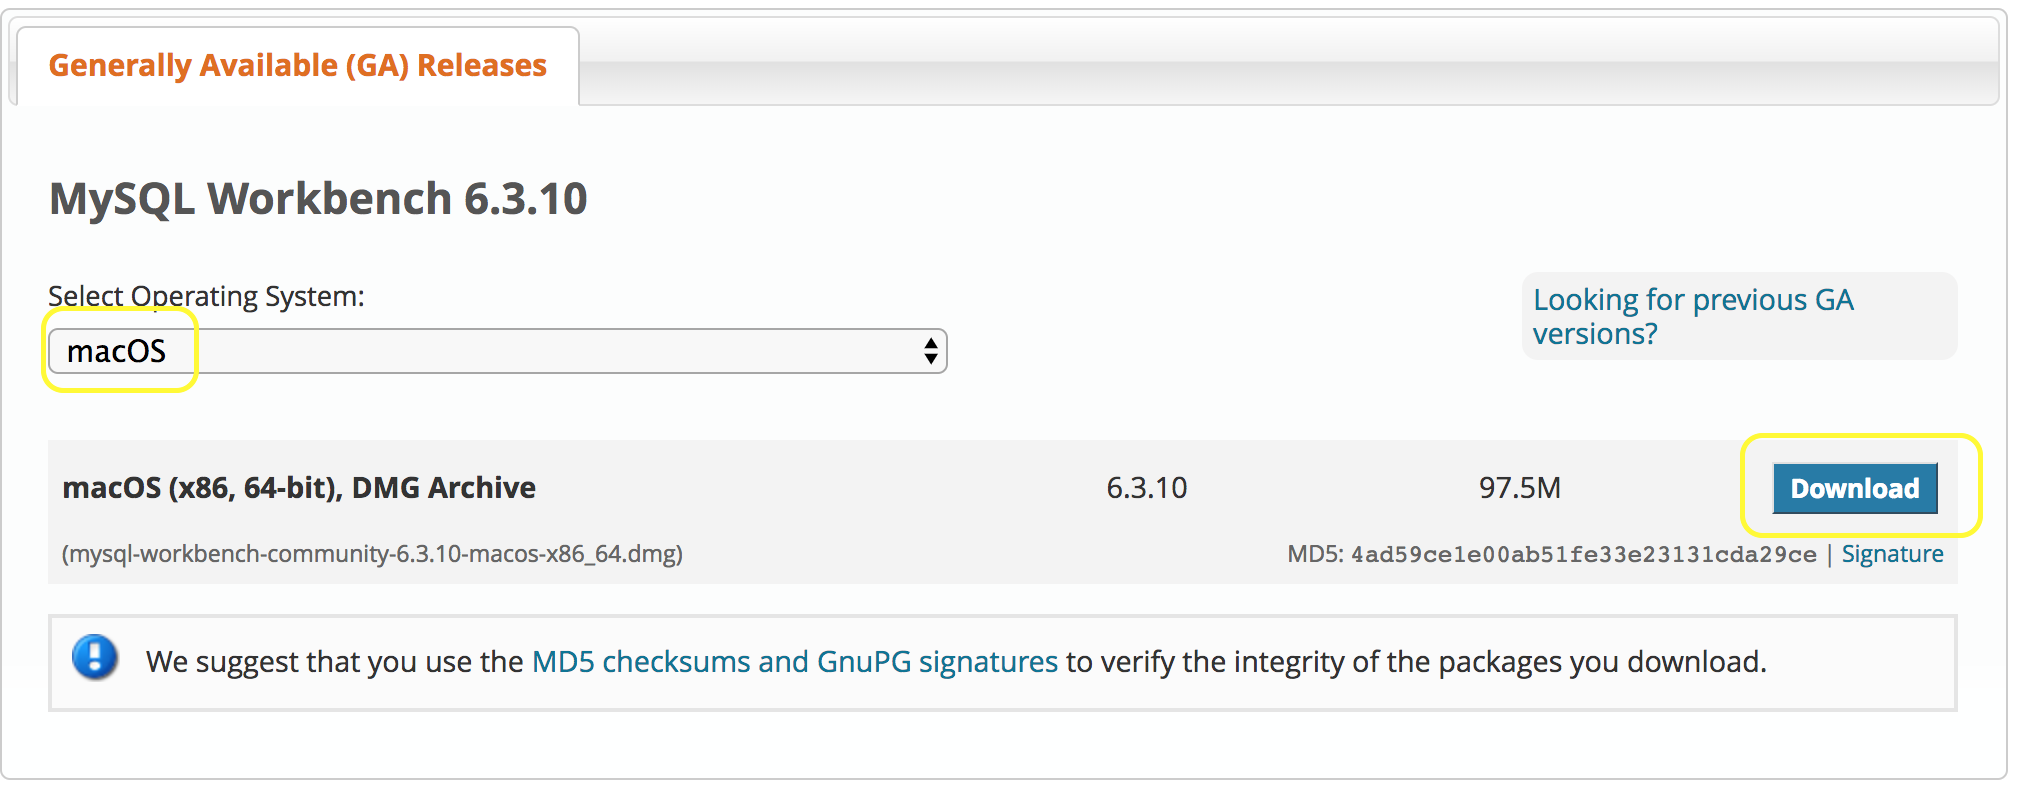 Generally Available (GA) Releases
MySQL Workbench 6.3.10
Select Operating System:
Looking for previous GA
versions?
macOS
macOS (x86, 64-bit), DMG Archive 6.3.10 97.5M Download
(mysql-workbench-community-6.3.10-macos-x86_64.dmg) MD5: 4ad59ce1e00ab51fe33e23131cda29ce | Signature
We suggest that you use the MD5 checksums and GnuPG signatures to verify the integrity of the packages you download.